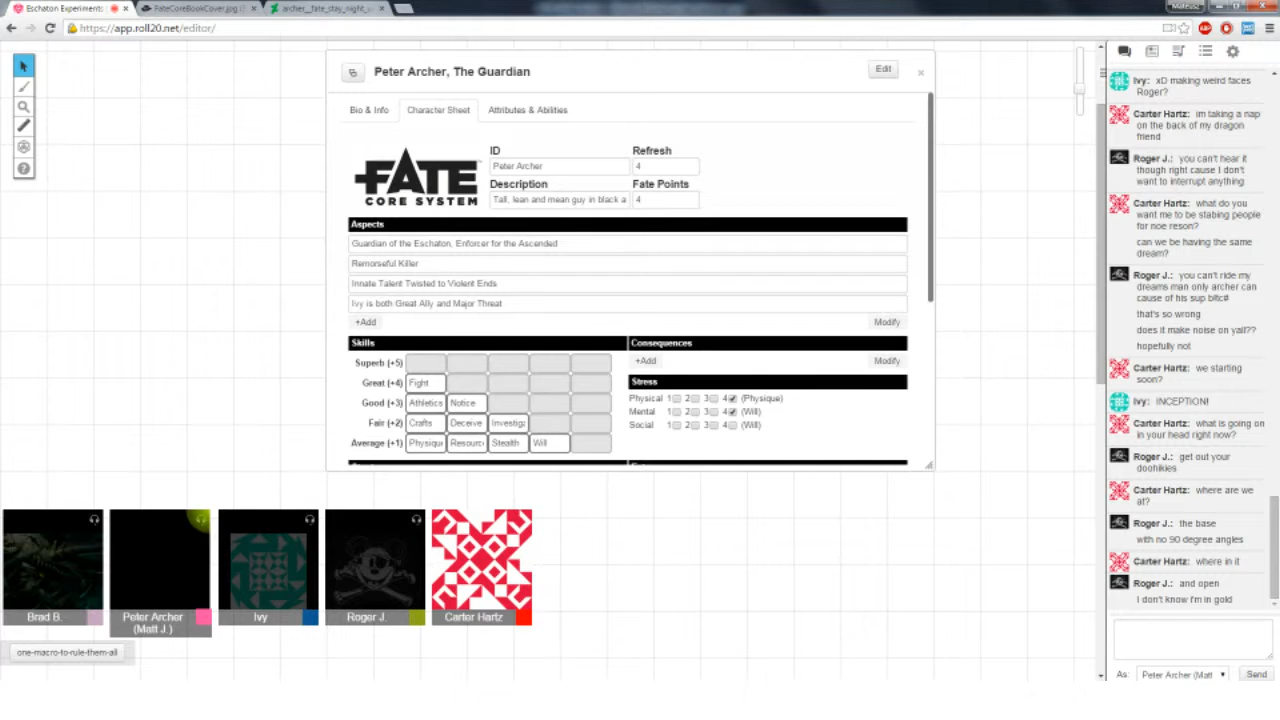 Eschaton Experiments:
FateCoreBookCover.jpg (
archer__fate_stay_night_
Mateusz
https://app.roll20.net/editor/
Peter Archer, The Guardian
Edit
Bio & Info
Character Sheet
Attributes & Abilities
FATE
CORE SYSTEM
ID
Refresh
Peter Archer
4
Description
Fate Points
Tall, lean and mean guy in black a
4
Aspects
Guardian of the Eschaton, Enforcer for the Ascended
Remorseful Killer
Innate Talent Twisted to Violent Ends
Ivy is both Great Ally and Major Threat
+Add
Modify
Skills
Superb (+5)
Great (+4) Fight
Good (+3) Athletics Notice
Fair (+2) Crafts Deceive Investiga
Average (+1) Physique Resourc Stealth Will
Consequences
+Add
Modify
Stress
Physical 1 2 3 4 (Physique)
Mental 1 2 3 4 (Will)
Social 1 2 3 4 (Will)
Brad B.
Peter Archer
(Matt J.)
Ivy
Roger J.
Carter Hartz
one-macro-to-rule-them-all
Ivy: xD making weird faces
Roger?
Carter Hartz: im taking a nap
on the back of my dragon
friend
Roger J.: you can't hear it
though right cause I don't
want to interrupt anything
Carter Hartz: what do you
want me to be stabing people
for noe reson?
can we be having the same
dream?
Roger J.: you can't ride my
dreams man only archer can
cause of his sup bItc#
that's so wrong
does it make noise on yall??
hopefully not
Carter Hartz: we starting
soon?
Ivy: INCEPTION!
Carter Hartz: what is going on
in your head right now?
Roger J.: get out your
doohikies
Carter Hartz: where are we
at?
Roger J.: the base
with no 90 degree angles
Carter Hartz: where in it
Roger J.: and open
I don't know i'm in gold
As:
Peter Archer (Matt
Send